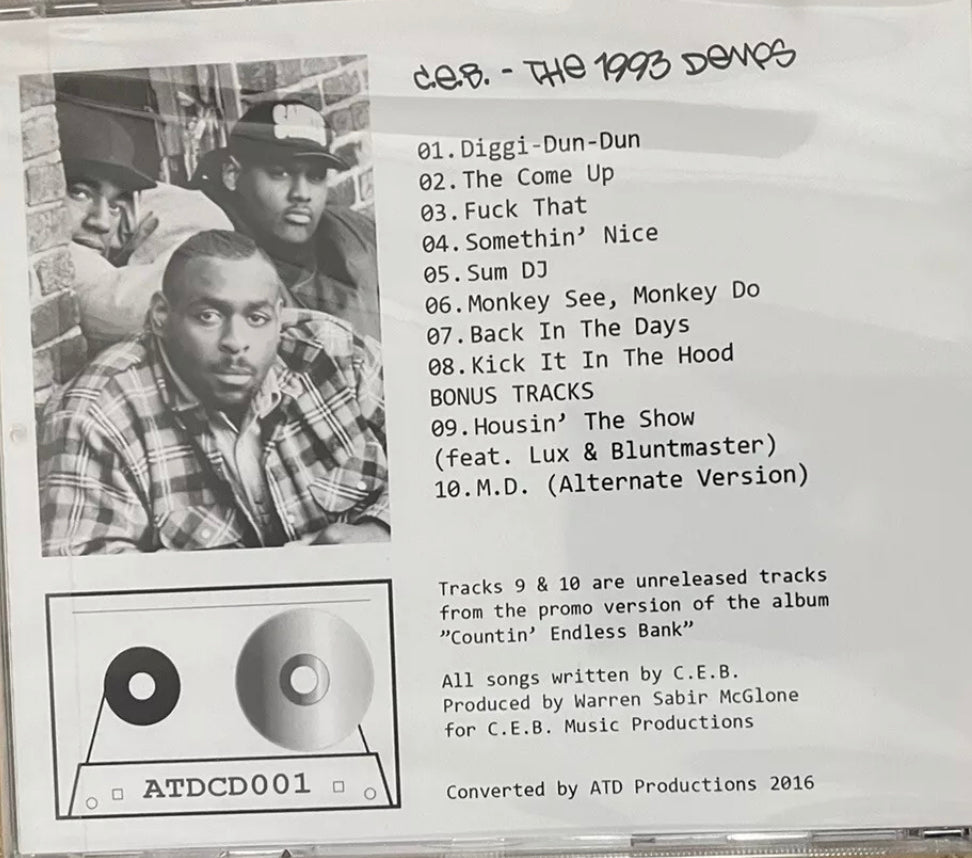 C.E.B. - THE 1993 DEMOS
01. Diggi-Dun-Dun
02. The Come Up
03. Fuck That
04. Somethin’ Nice
05. Sum DJ
06. Monkey See, Monkey Do
07. Back In The Days
08. Kick It In The Hood
BONUS TRACKS
09. Housin’ The Show
(feat. Lux & Bluntmaster)
10. M.D. (Alternate Version)
Tracks 9 & 10 are unreleased tracks
from the promo version of the album
”Countin’ Endless Bank”
All songs written by C.E.B.
Produced by Warren Sabir McGlone
for C.E.B. Music Productions
ATDCD001
Converted by ATD Productions 2016